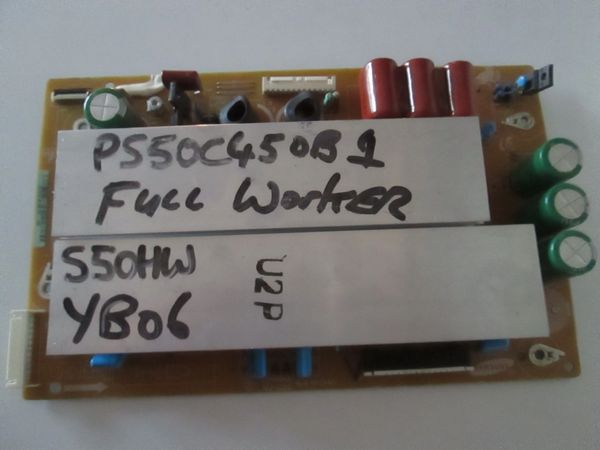 PS50C450B1
FULL WORKER
S50HW
YB06
U2P